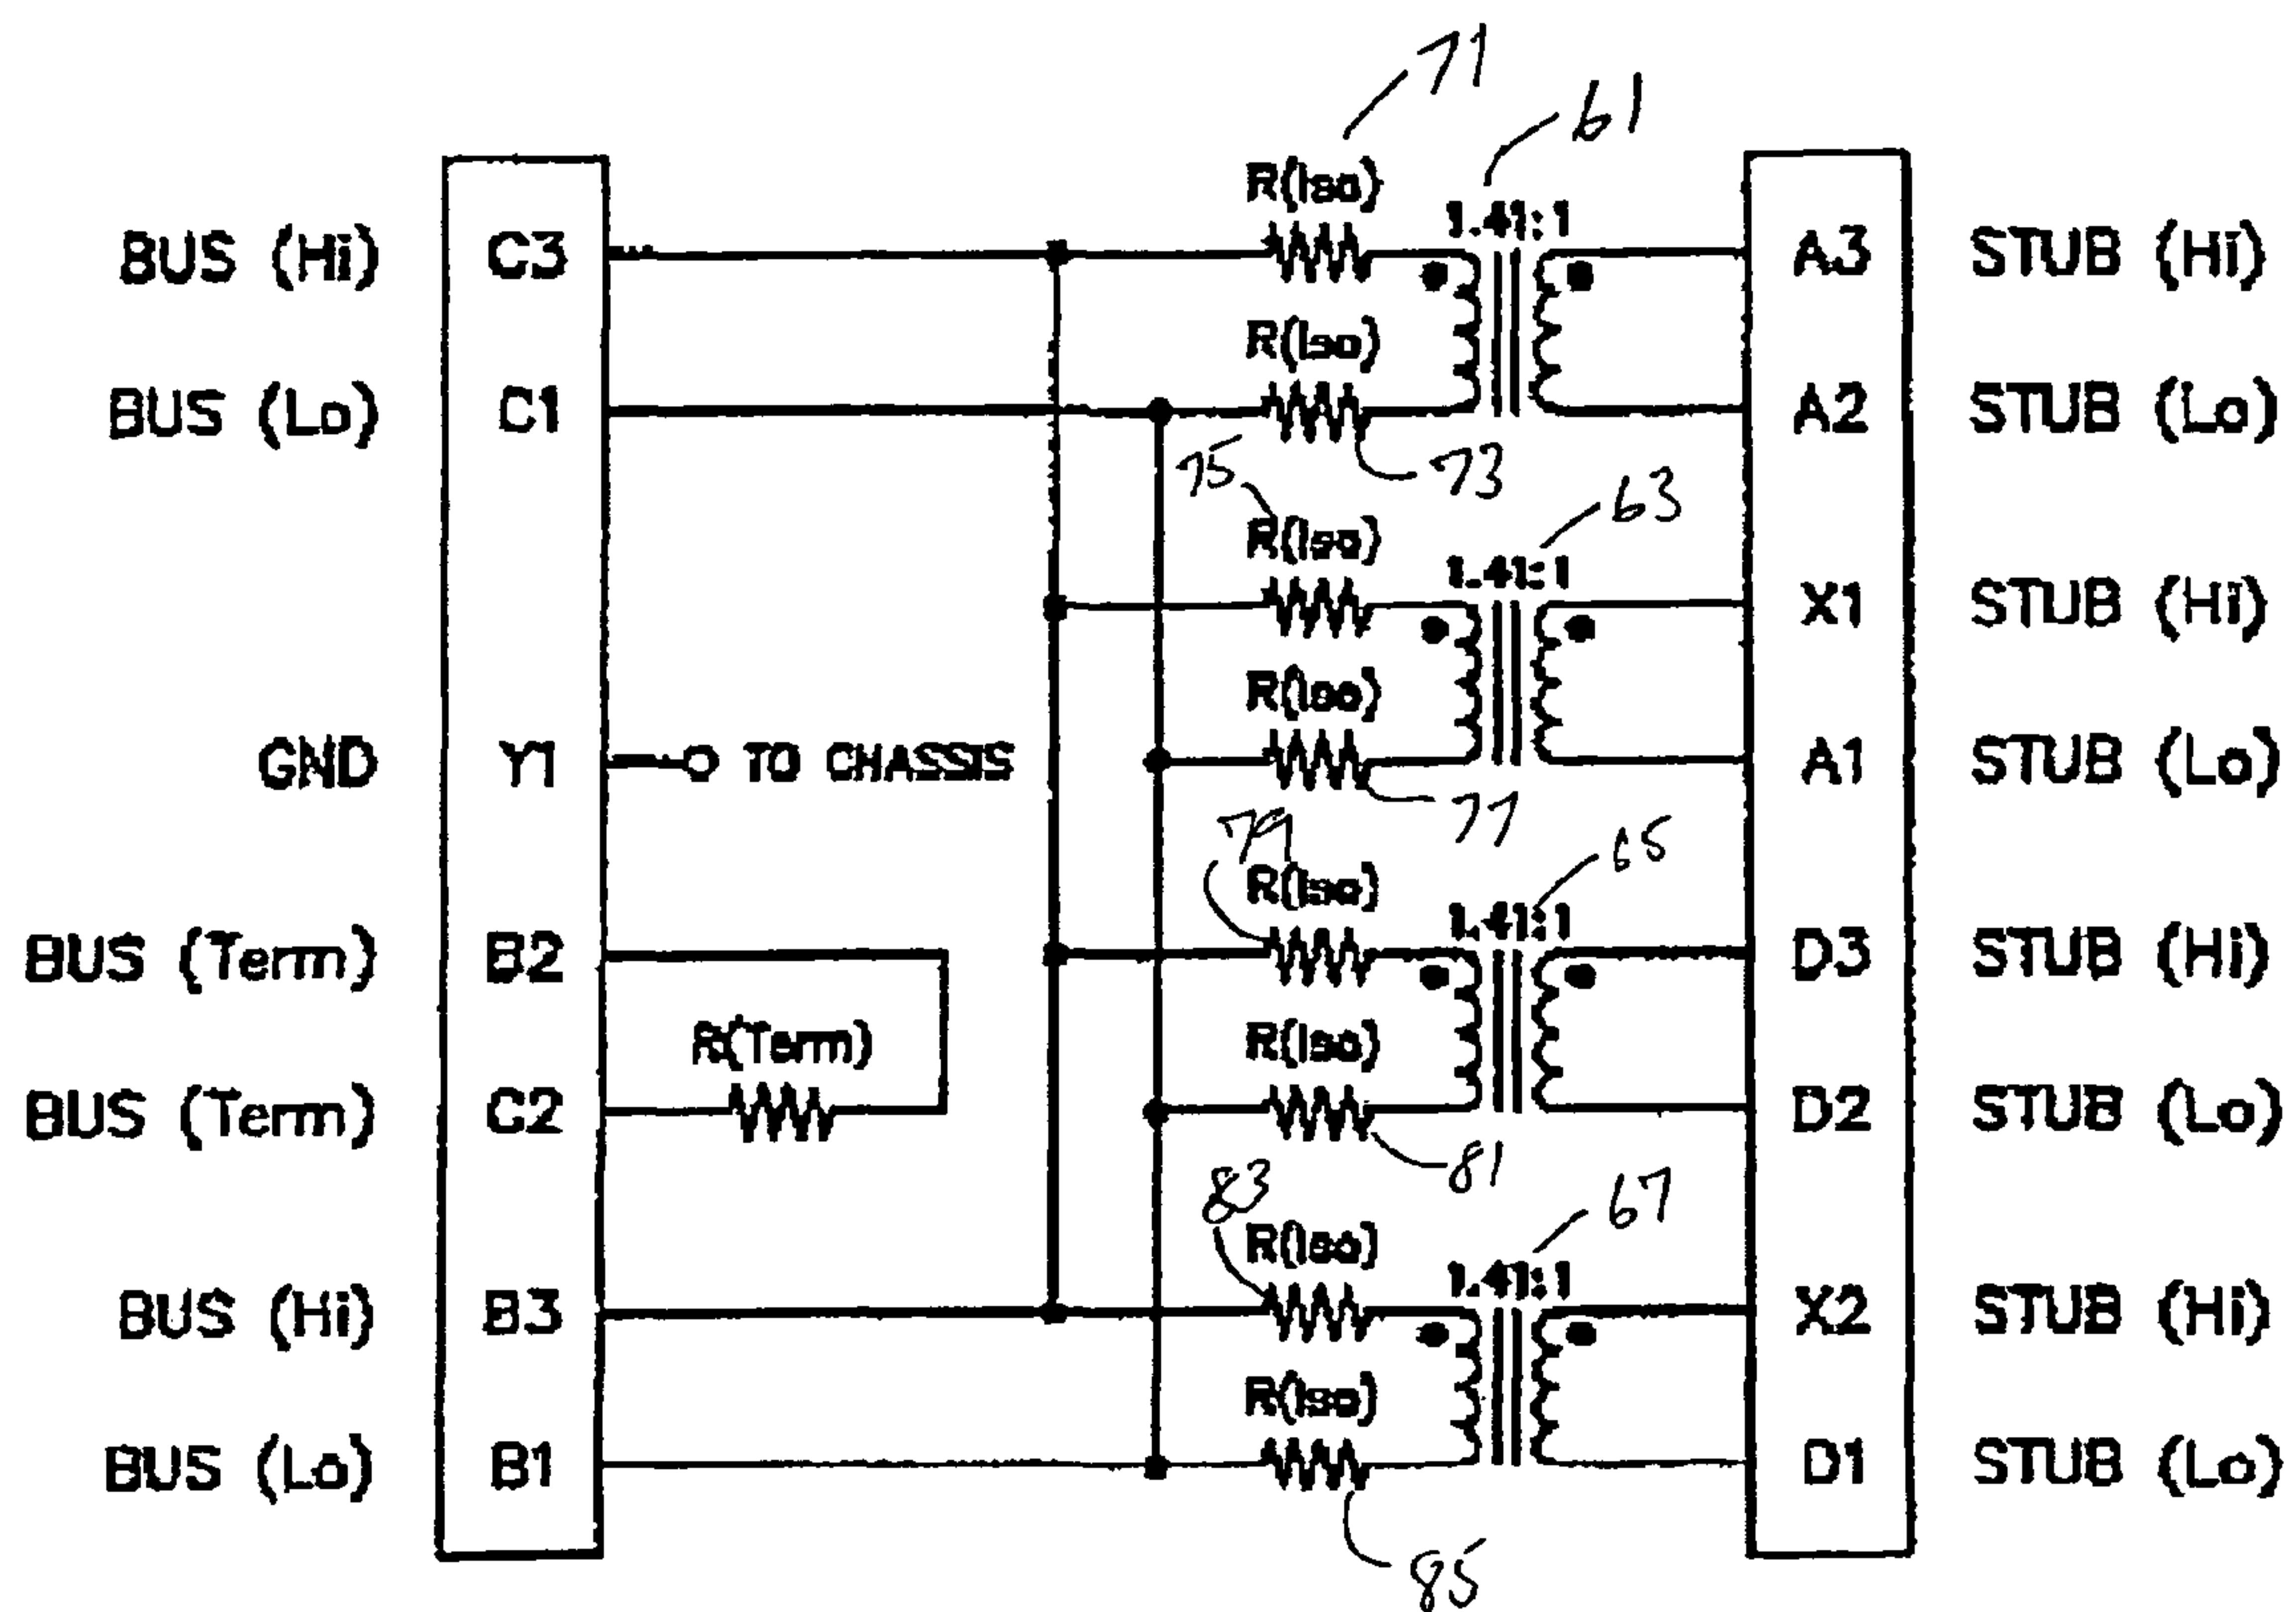 71
61
R(Iso)
1.41:1
BUS (Hi) C3 A3 STUB (Hi)
R(Iso)
BUS (Lo) C1 A2 STUB (Lo)
75 73
63
R(Iso)
1.41:1
X1 STUB (Hi)
R(Iso)
GND Y1 TO CHASSIS A1 STUB (Lo)
77
79 65
R(Iso)
1.41:1
BUS (Term) B2 D3 STUB (Hi)
R(Term) R(Iso)
BUS (Term) C2 D2 STUB (Lo)
83 81 67
R(Iso)
1.41:1
BUS (Hi) B3 X2 STUB (Hi)
R(Iso)
BUS (Lo) B1 D1 STUB (Lo)
85